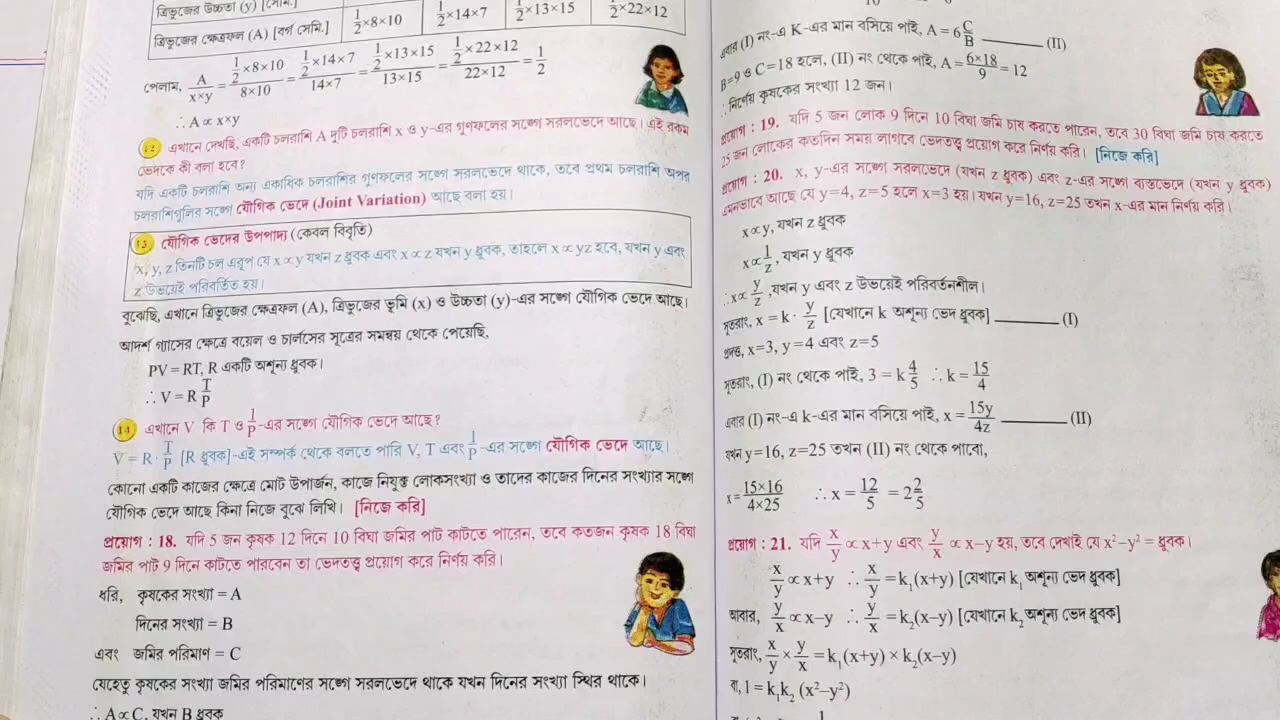 ত্রিভুজের উচ্চতা (y) [সেমি.]
ত্রিভুজের ক্ষেত্রফল (A) [বর্গ সেমি.] 1/2×8×10 1/2×14×7 1/2×13×15 1/2×22×12
পেলাম, A/x×y = 1/2×8×10/8×10 = 1/2×14×7/14×7 = 1/2×13×15/13×15 = 1/2×22×12/22×12 = 1/2
∴ A ∝ x×y
12 এখানে দেখছি, একটি চলরাশি A দুটি চলরাশি x ও y-এর গুণফলের সঙ্গে সরলভেদে আছে। এই রকম
ভেদকে কী বলা হবে?
যদি একটি চলরাশি অন্য একাধিক চলরাশির গুণফলের সঙ্গে সরলভেদে থাকে, তবে প্রথম চলরাশি অপর
চলরাশিগুলির সঙ্গে যৌগিক ভেদে (Joint Variation) আছে বলা হয়।
13 যৌগিক ভেদের উপপাদ্য (কেবল বিবৃতি)
x, y, z তিনটি চল এরূপ যে x ∝ y যখন z ধ্রুবক এবং x ∝ z যখন y ধ্রুবক, তাহলে x ∝ yz হবে, যখন y এবং
z উভয়েই পরিবর্তিত হয়।
বুঝেছি, এখানে ত্রিভুজের ক্ষেত্রফল (A), ত্রিভুজের ভূমি (x) ও উচ্চতা (y)-এর সঙ্গে যৌগিক ভেদে আছে।
আদর্শ গ্যাসের ক্ষেত্রে বয়েল ও চার্লসের সূত্রের সমন্বয় থেকে পেয়েছি,
PV = RT, R একটি অশূন্য ধ্রুবক।
∴ V = R T/P
14 এখানে V কি T ও 1/P-এর সঙ্গে যৌগিক ভেদে আছে?
V = R · T/P [R ধ্রুবক]-এই সম্পর্ক থেকে বলতে পারি V, T এবং 1/P-এর সঙ্গে যৌগিক ভেদে আছে।
কোনো একটি কাজের ক্ষেত্রে মোট উপার্জন, কাজে নিযুক্ত লোকসংখ্যা ও তাদের কাজের দিনের সংখ্যার সঙ্গে
যৌগিক ভেদে আছে কিনা নিজে বুঝে লিখি। [নিজে করি]
প্রয়োগ : 18. যদি 5 জন কৃষক 12 দিনে 10 বিঘা জমির পাট কাটতে পারেন, তবে কতজন কৃষক 18 বিঘা
জমির পাট 9 দিনে কাটতে পারবেন তা ভেদতত্ত্ব প্রয়োগ করে নির্ণয় করি।
ধরি, কৃষকের সংখ্যা = A
দিনের সংখ্যা = B
এবং জমির পরিমাণ = C
যেহেতু কৃষকের সংখ্যা জমির পরিমাণের সঙ্গে সরলভেদে থাকে যখন দিনের সংখ্যা স্থির থাকে।
∴ A ∝ C, যখন B ধ্রুবক
10
এবার (I) নং-এ K-এর মান বসিয়ে পাই, A = 6 C/B ______ (II)
B=9 ও C=18 হলে, (II) নং থেকে পাই, A = 6×18/9 = 12
∴ নির্ণেয় কৃষকের সংখ্যা 12 জন।
প্রয়োগ : 19. যদি 5 জন লোক 9 দিনে 10 বিঘা জমি চাষ করতে পারেন, তবে 30 বিঘা জমি চাষ করতে
25 জন লোকের কতদিন সময় লাগবে ভেদতত্ত্ব প্রয়োগ করে নির্ণয় করি। [নিজে করি]
প্রয়োগ : 20. x, y-এর সঙ্গে সরলভেদে (যখন z ধ্রুবক) এবং z-এর সঙ্গে ব্যস্তভেদে (যখন y ধ্রুবক)
এমনভাবে আছে যে y=4, z=5 হলে x=3 হয়। যখন y=16, z=25 তখন x-এর মান নির্ণয় করি।
x ∝ y, যখন z ধ্রুবক
x ∝ 1/z, যখন y ধ্রুবক
∴ x ∝ y/z, যখন y এবং z উভয়েই পরিবর্তনশীল।
সুতরাং, x = k · y/z [যেখানে k অশূন্য ভেদ ধ্রুবক] ______ (I)
প্রদত্ত, x=3, y=4 এবং z=5
সুতরাং, (I) নং থেকে পাই, 3 = k 4/5 ∴ k = 15/4
এবার (I) নং-এ k-এর মান বসিয়ে পাই, x = 15y/4z ______ (II)
যখন y=16, z=25 তখন (II) নং থেকে পাবো,
x = 15×16/4×25 ∴ x = 12/5 = 2 2/5
প্রয়োগ : 21. যদি x/y ∝ x+y এবং y/x ∝ x–y হয়, তবে দেখাই যে x²–y² = ধ্রুবক।
x/y ∝ x+y ∴ x/y = k₁(x+y) [যেখানে k₁ অশূন্য ভেদ ধ্রুবক]
আবার, y/x ∝ x–y ∴ y/x = k₂(x–y) [যেখানে k₂ অশূন্য ভেদ ধ্রুবক]
সুতরাং, x/y × y/x = k₁(x+y) × k₂(x–y)
বা, 1 = k₁k₂ (x²–y²)